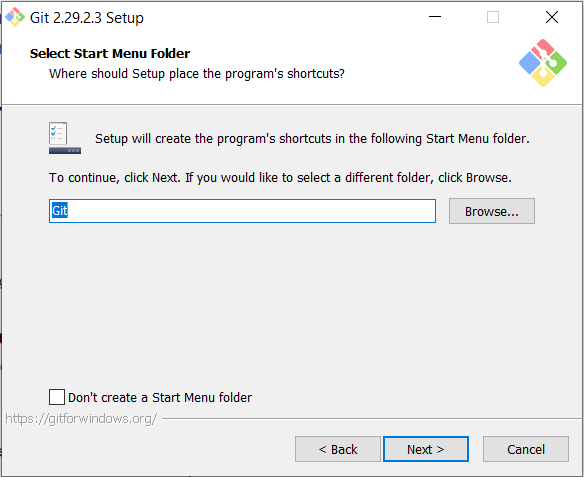 Git 2.29.2.3 Setup
Select Start Menu Folder
Where should Setup place the program's shortcuts?
Setup will create the program's shortcuts in the following Start Menu folder.
To continue, click Next. If you would like to select a different folder, click Browse.
Git
Browse...
Don't create a Start Menu folder
https://gitforwindows.org/
< Back
Next >
Cancel